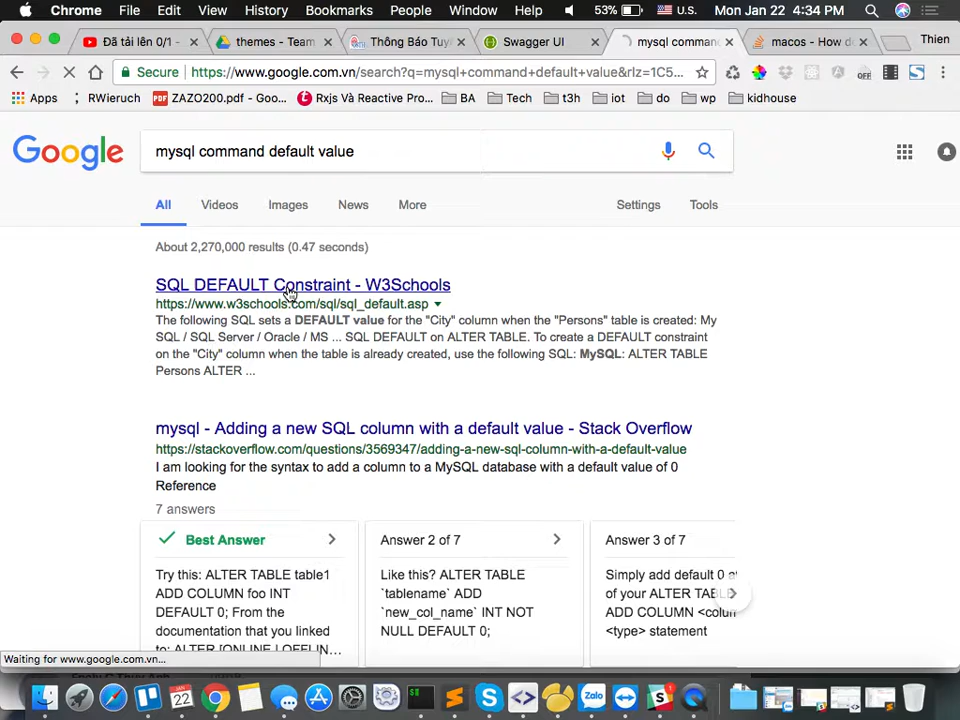 Chrome File Edit View History Bookmarks People Window Help 53% U.S. Mon Jan 22 4:34 PM
Đã tải lên 0/1 - themes - Team Thông Báo Tuy Swagger UI mysql comman macos - How d Thien
Secure https://www.google.com.vn/search?q=mysql+command+default+value&rlz=1C5...
Apps RWieruch ZAZO200.pdf - Goo... Rxjs Và Reactive Pro... BA Tech t3h iot do wp kidhouse
Google
mysql command default value
All Videos Images News More Settings Tools
About 2,270,000 results (0.47 seconds)
SQL DEFAULT Constraint - W3Schools
https://www.w3schools.com/sql/sql_default.asp
The following SQL sets a DEFAULT value for the "City" column when the "Persons" table is created: My
SQL / SQL Server / Oracle / MS ... SQL DEFAULT on ALTER TABLE. To create a DEFAULT constraint
on the "City" column when the table is already created, use the following SQL: MySQL: ALTER TABLE
Persons ALTER ...
mysql - Adding a new SQL column with a default value - Stack Overflow
https://stackoverflow.com/questions/3569347/adding-a-new-sql-column-with-a-default-value
I am looking for the syntax to add a column to a MySQL database with a default value of 0
Reference
7 answers
Best Answer
Try this: ALTER TABLE table1
ADD COLUMN foo INT
DEFAULT 0; From the
documentation that you linked
to: ALTER [ONLINE | OFFLIN...
Answer 2 of 7
Like this? ALTER TABLE
`tablename` ADD
`new_col_name` INT NOT
NULL DEFAULT 0;
Answer 3 of 7
Simply add default 0 at
of your ALTER TABL
ADD COLUMN <colun
<type> statement
Waiting for www.google.com.vn...
JAN
22
Zalo